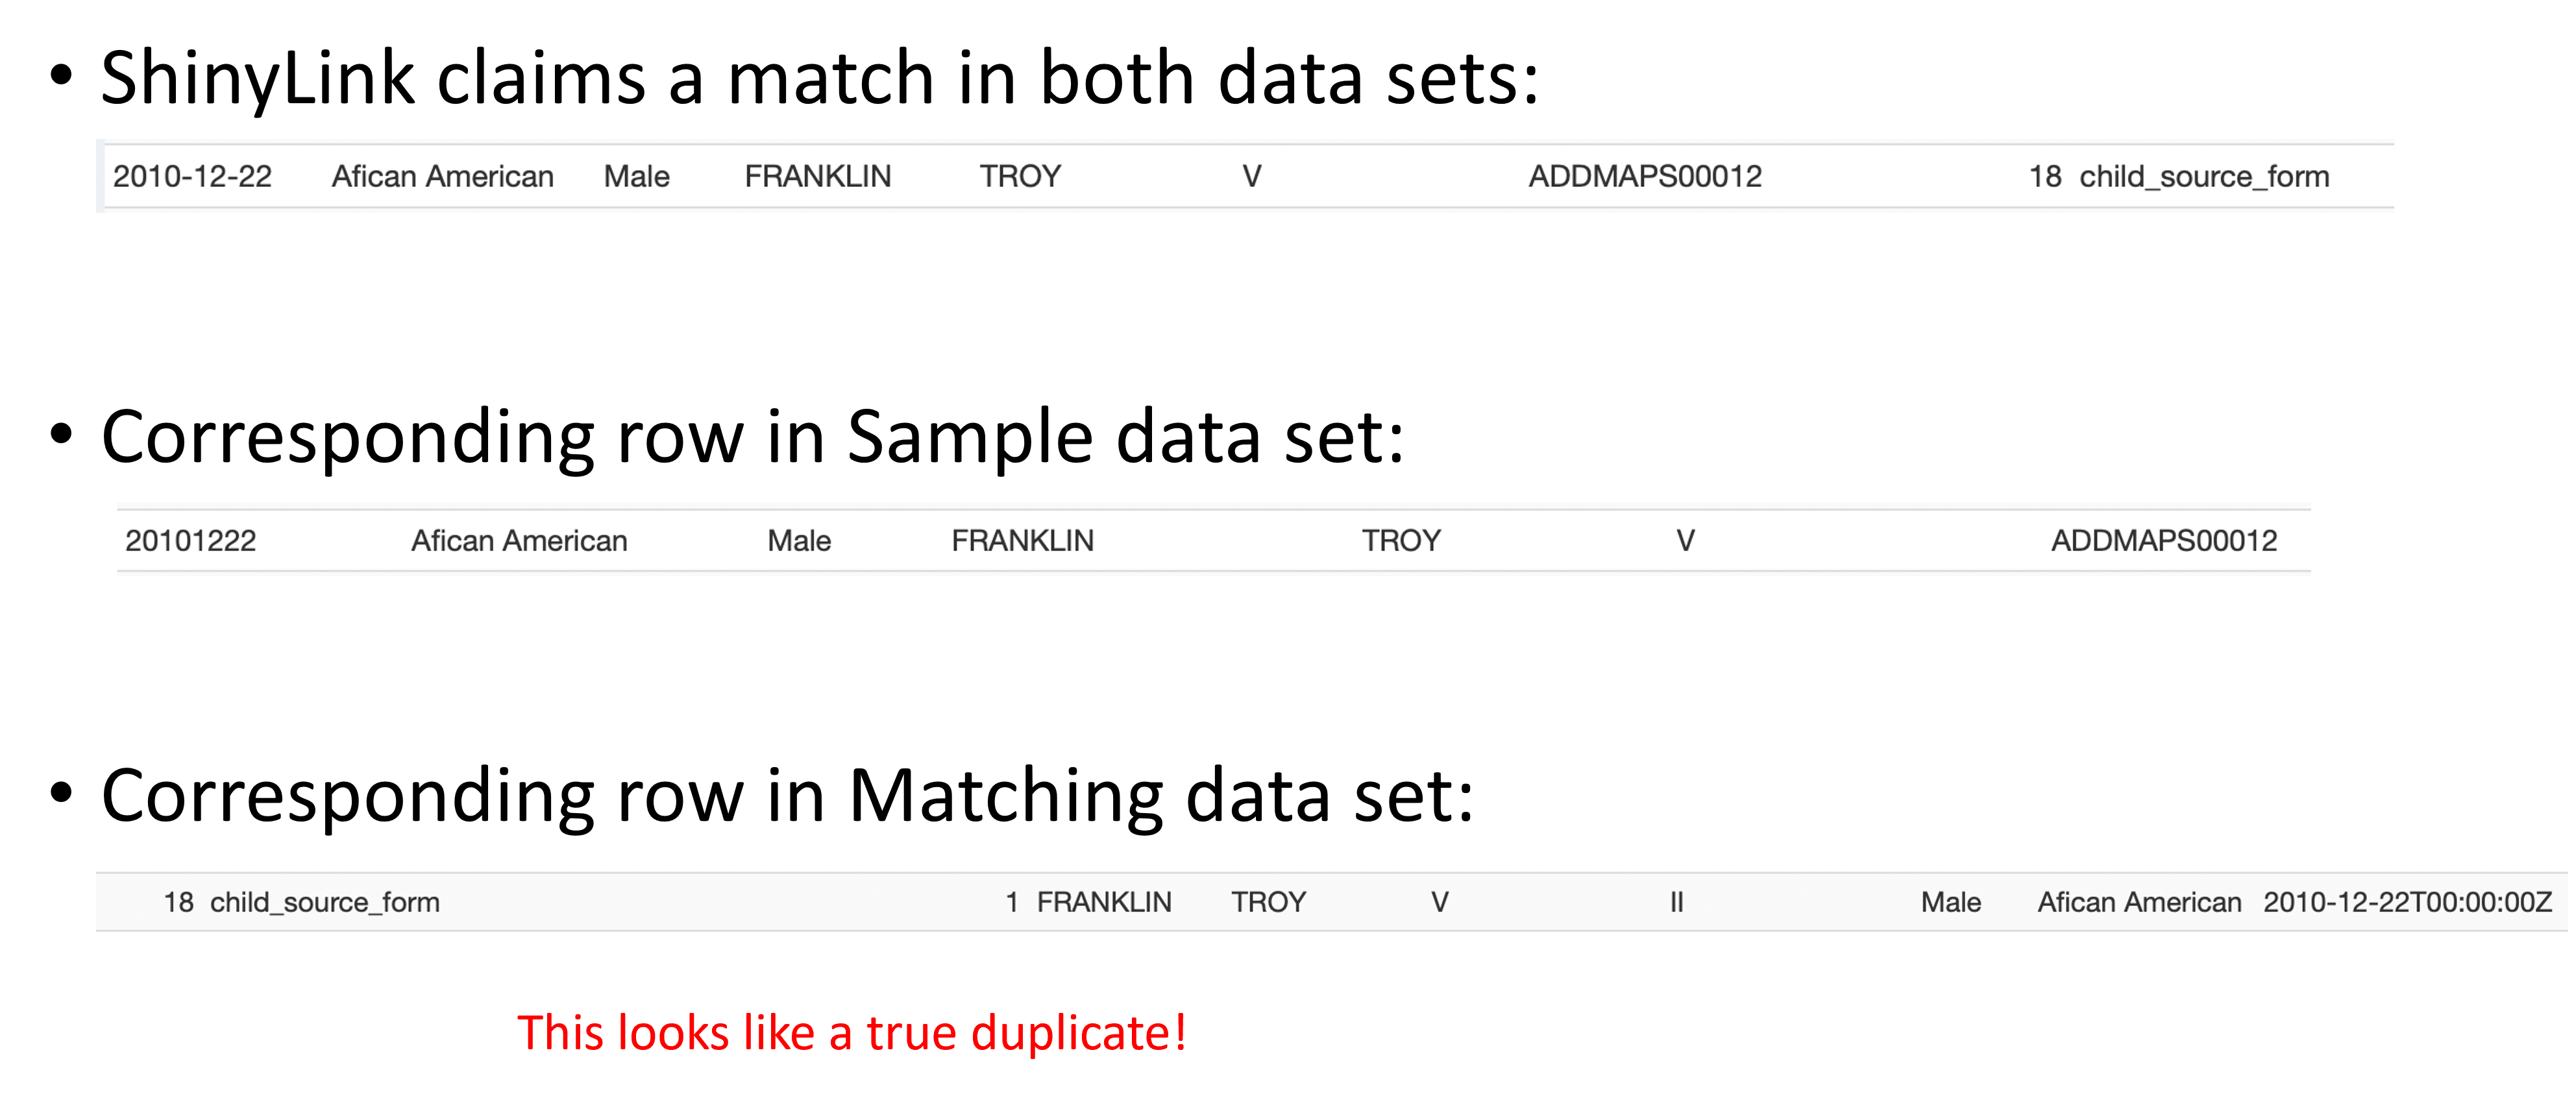 • ShinyLink claims a match in both data sets:
2010-12-22 Afican American Male FRANKLIN TROY V ADDMAPS00012 18 child_source_form
• Corresponding row in Sample data set:
20101222 Afican American Male FRANKLIN TROY V ADDMAPS00012
• Corresponding row in Matching data set:
18 child_source_form 1 FRANKLIN TROY V II Male Afican American 2010-12-22T00:00:00Z
This looks like a true duplicate!